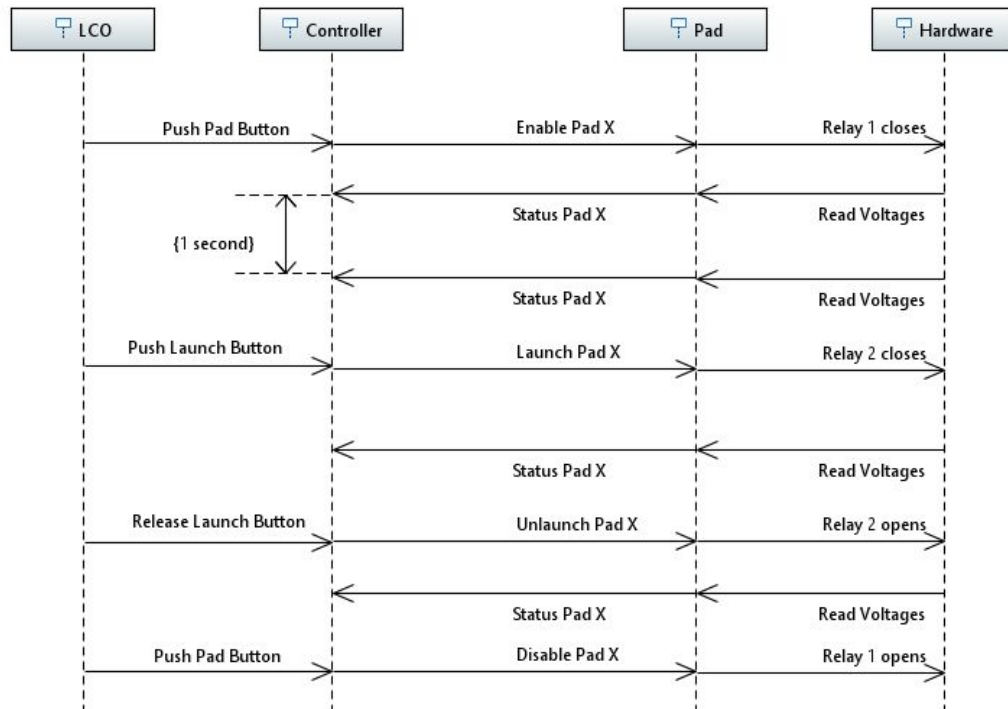 LCO
Controller
Pad
Hardware
Push Pad Button
Enable Pad X
Relay 1 closes
Status Pad X
Read Voltages
{1 second}
Status Pad X
Read Voltages
Push Launch Button
Launch Pad X
Relay 2 closes
Status Pad X
Read Voltages
Release Launch Button
Unlaunch Pad X
Relay 2 opens
Status Pad X
Read Voltages
Push Pad Button
Disable Pad X
Relay 1 opens